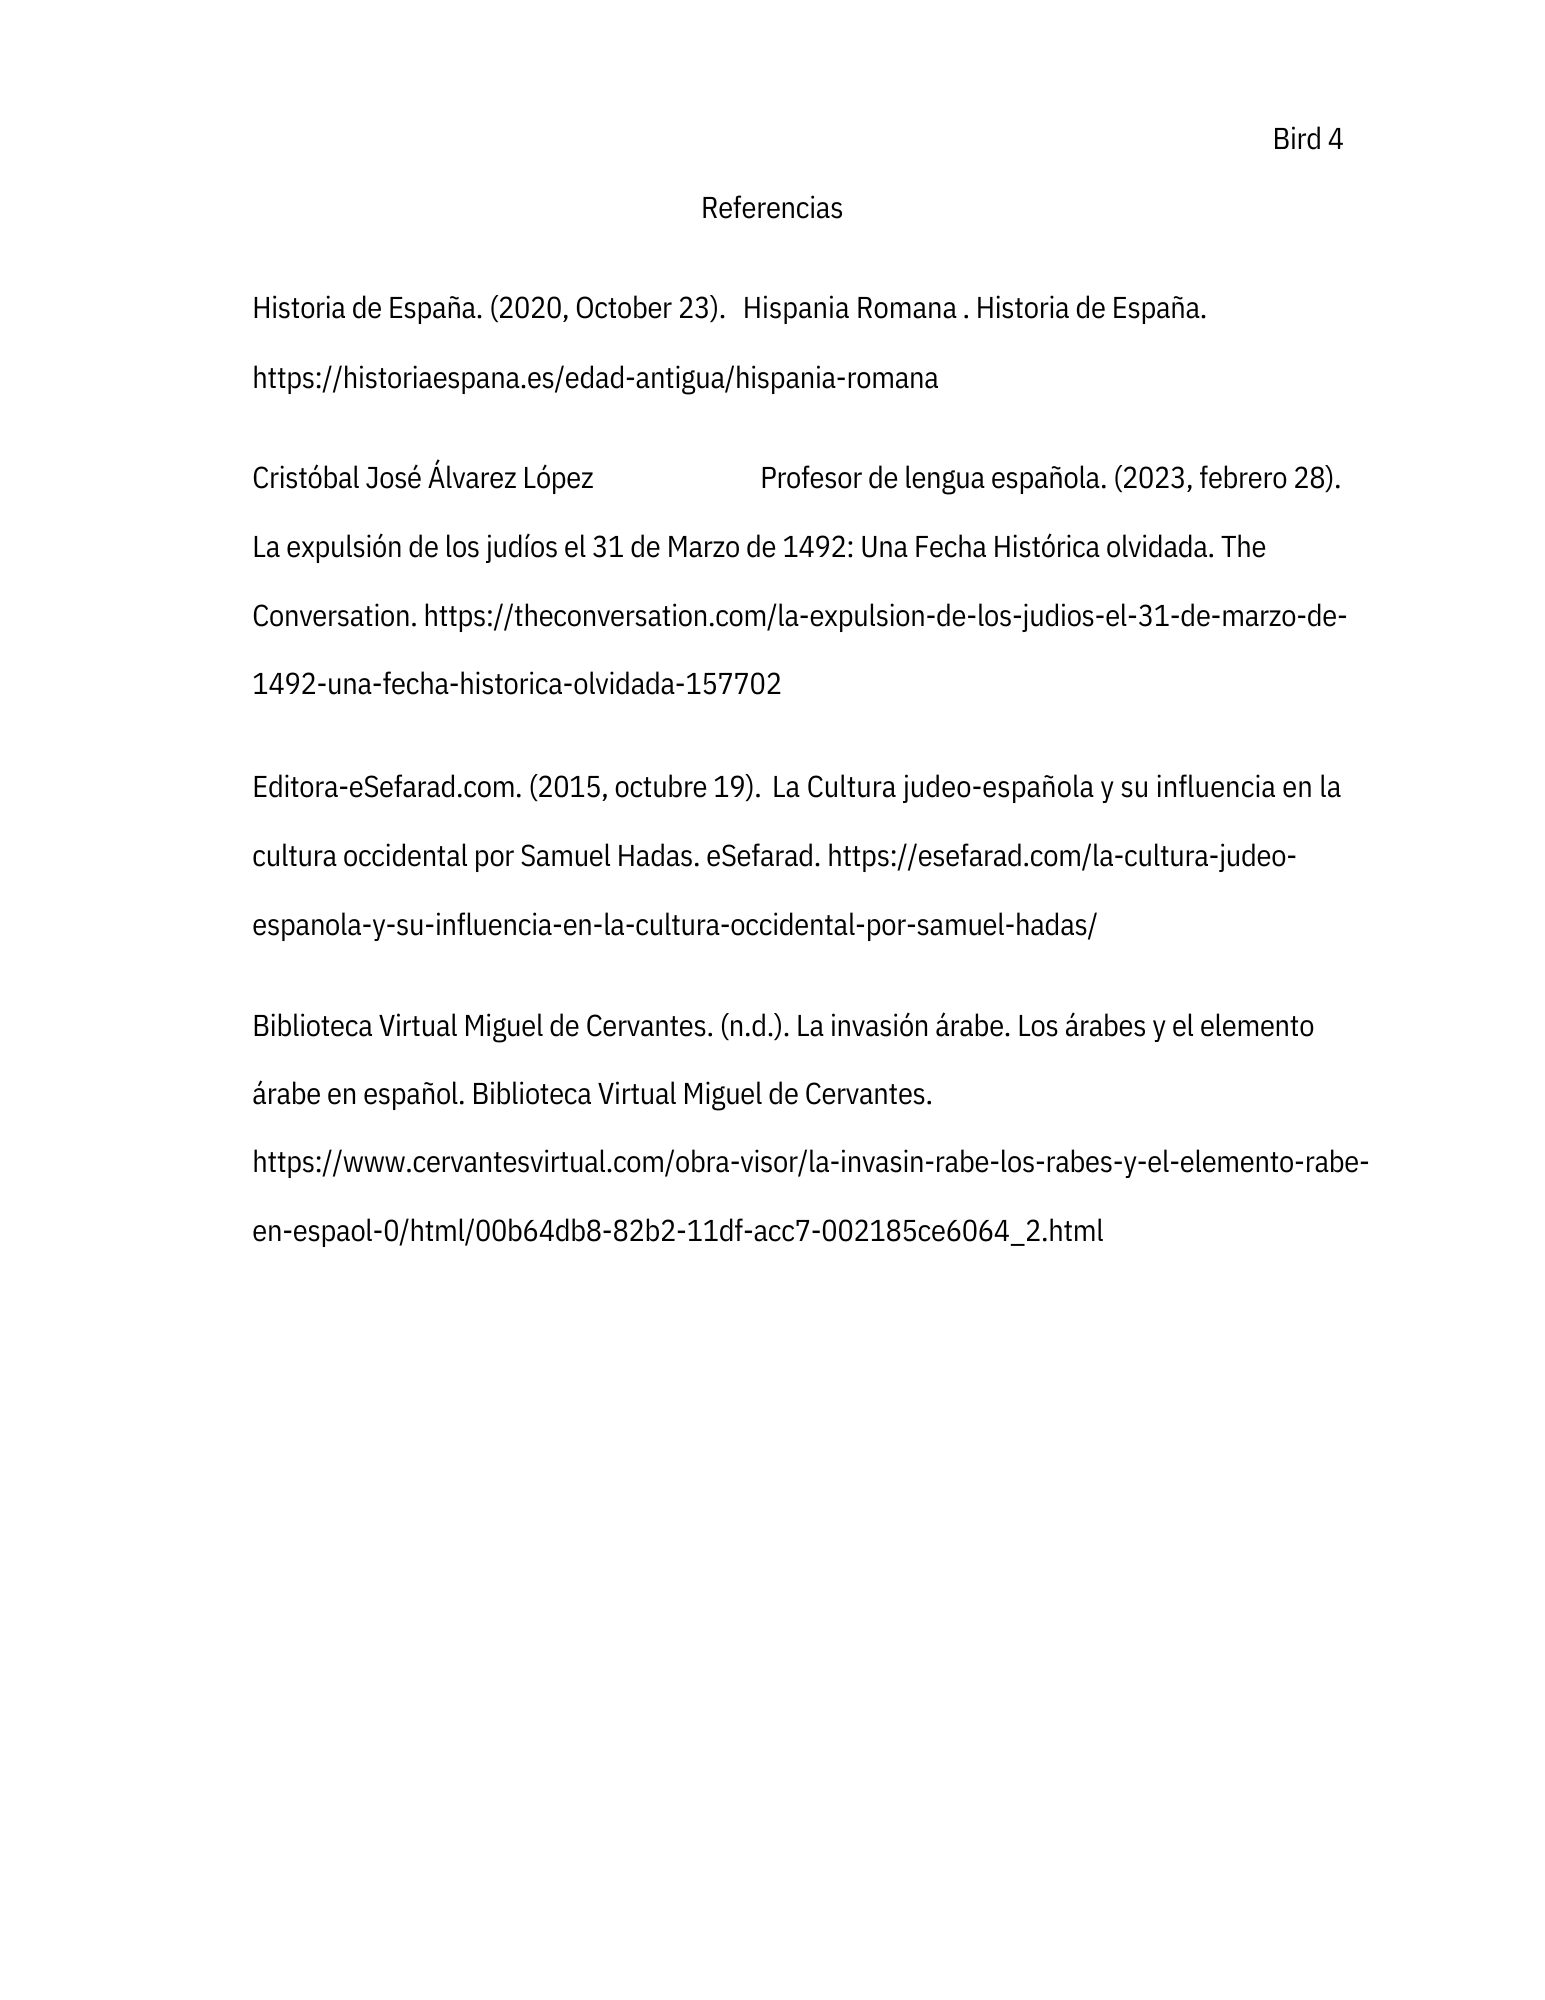 Bird 4
Referencias
Historia de España. (2020, October 23). Hispania Romana . Historia de España.
https://historiaespana.es/edad-antigua/hispania-romana
Cristóbal José Álvarez López Profesor de lengua española. (2023, febrero 28).
La expulsión de los judíos el 31 de Marzo de 1492: Una Fecha Histórica olvidada. The
Conversation. https://theconversation.com/la-expulsion-de-los-judios-el-31-de-marzo-de-
1492-una-fecha-historica-olvidada-157702
Editora-eSefarad.com. (2015, octubre 19). La Cultura judeo-española y su influencia en la
cultura occidental por Samuel Hadas. eSefarad. https://esefarad.com/la-cultura-judeo-
espanola-y-su-influencia-en-la-cultura-occidental-por-samuel-hadas/
Biblioteca Virtual Miguel de Cervantes. (n.d.). La invasión árabe. Los árabes y el elemento
árabe en español. Biblioteca Virtual Miguel de Cervantes.
https://www.cervantesvirtual.com/obra-visor/la-invasin-rabe-los-rabes-y-el-elemento-rabe-
en-espaol-0/html/00b64db8-82b2-11df-acc7-002185ce6064_2.html